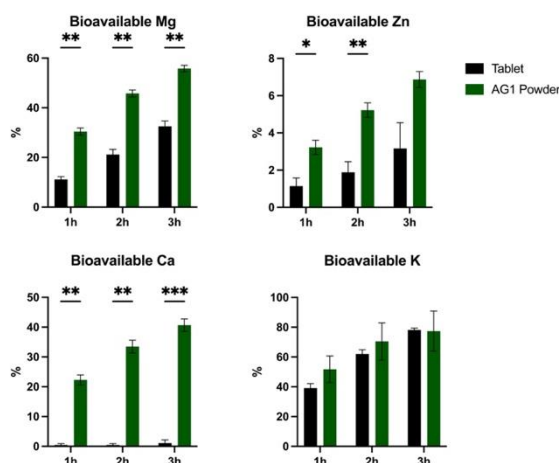 Bioavailable Mg
** ** **
60
40
20
0
%
1h 2h 3h
Bioavailable Zn
* **
8
6
4
2
0
%
1h 2h 3h
Tablet
AG1 Powder
Bioavailable Ca
** ** ***
50
40
30
20
10
0
%
1h 2h 3h
Bioavailable K
100
80
60
40
20
0
%
1h 2h 3h